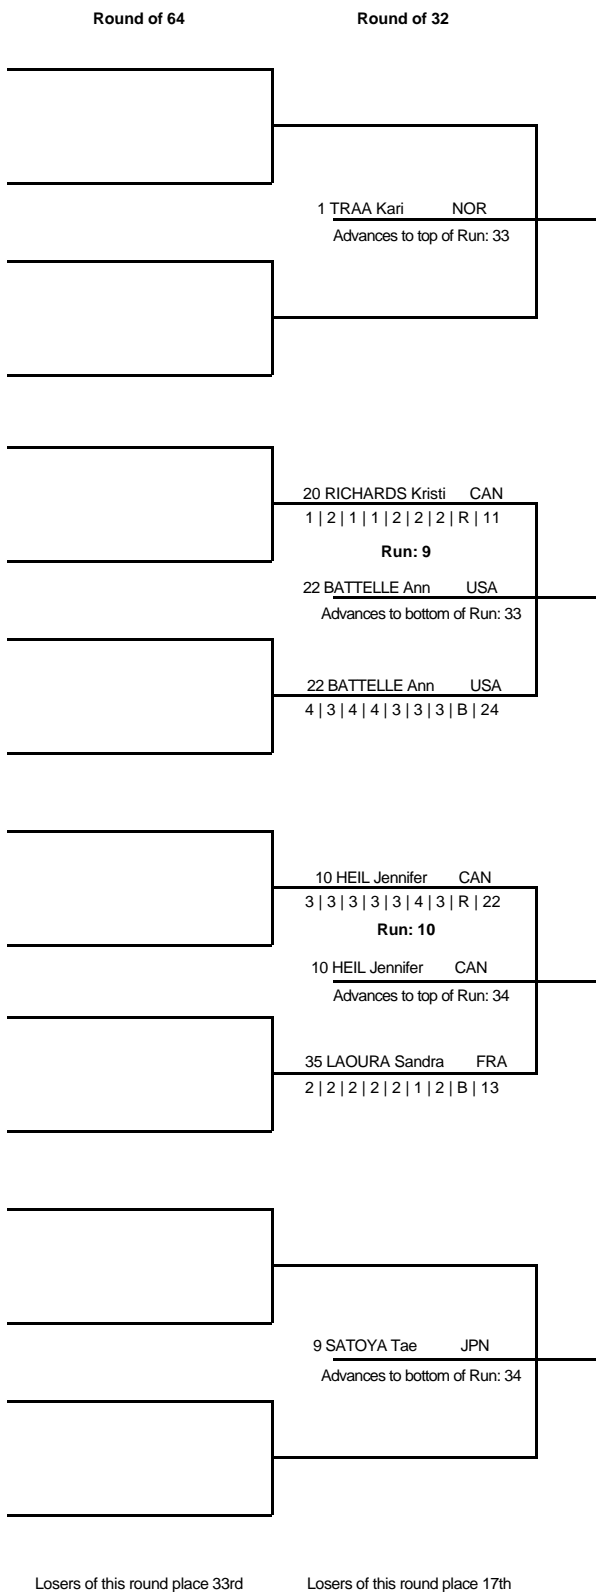 Round of 64 Round of 32
1 TRAA Kari NOR
Advances to top of Run: 33
20 RICHARDS Kristi CAN
1 | 2 | 1 | 1 | 2 | 2 | 2 | R | 11
Run: 9
22 BATTELLE Ann USA
Advances to bottom of Run: 33
22 BATTELLE Ann USA
4 | 3 | 4 | 4 | 3 | 3 | 3 | B | 24
10 HEIL Jennifer CAN
3 | 3 | 3 | 3 | 3 | 4 | 3 | R | 22
Run: 10
10 HEIL Jennifer CAN
Advances to top of Run: 34
35 LAOURA Sandra FRA
2 | 2 | 2 | 2 | 2 | 1 | 2 | B | 13
9 SATOYA Tae JPN
Advances to bottom of Run: 34
Losers of this round place 33rd Losers of this round place 17th